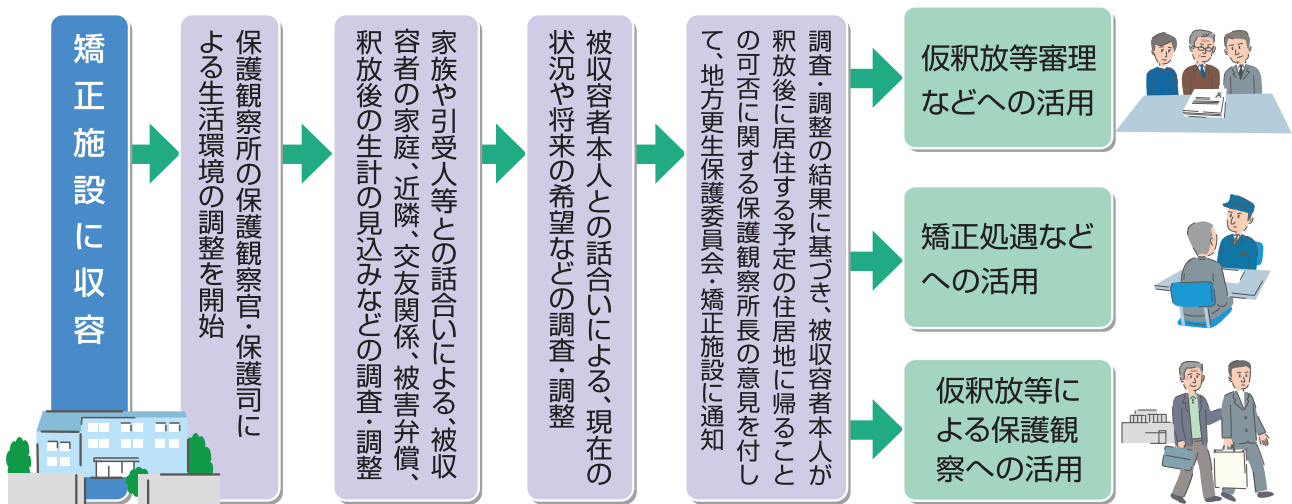 矯正施設に収容
保護観察所の保護観察官・保護司に
よる生活環境の調整を開始
家族や引受人等との話合いによる、被収
容者の家庭、近隣、交友関係、被害弁償、
釈放後の生計の見込みなどの調査・調整
被収容者本人との話合いによる、現在の
状況や将来の希望などの調査・調整
調査・調整の結果に基づき、被収容者本人が
釈放後に居住する予定の住居地に帰ること
の可否に関する保護観察所長の意見を付し
て、地方更生保護委員会・矯正施設に通知
仮釈放等審理
などへの活用
矯正処遇など
への活用
仮釈放等に
よる保護観
察への活用